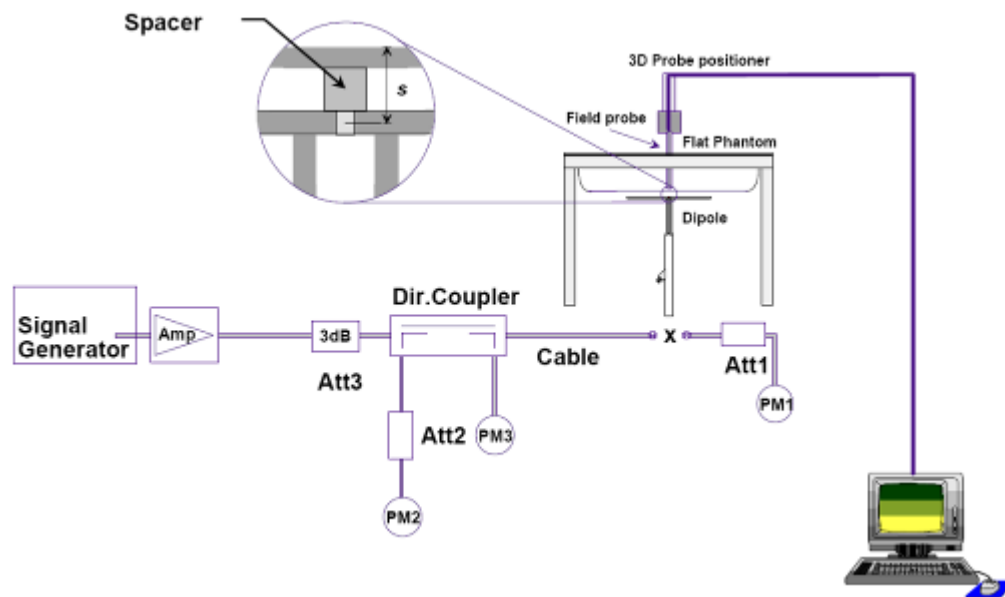 Spacer
s
3D Probe positioner
Field probe
Flat Phantom
Dipole
Signal
Generator
Amp
3dB
Att3
Dir.Coupler
Cable
x
Att1
PM1
Att2
PM3
PM2